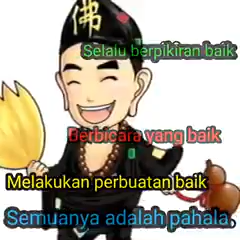 佛
Selalu berpikiran baik
Berbicara yang baik
Melakukan perbuatan baik
Semuanya adalah pahala.